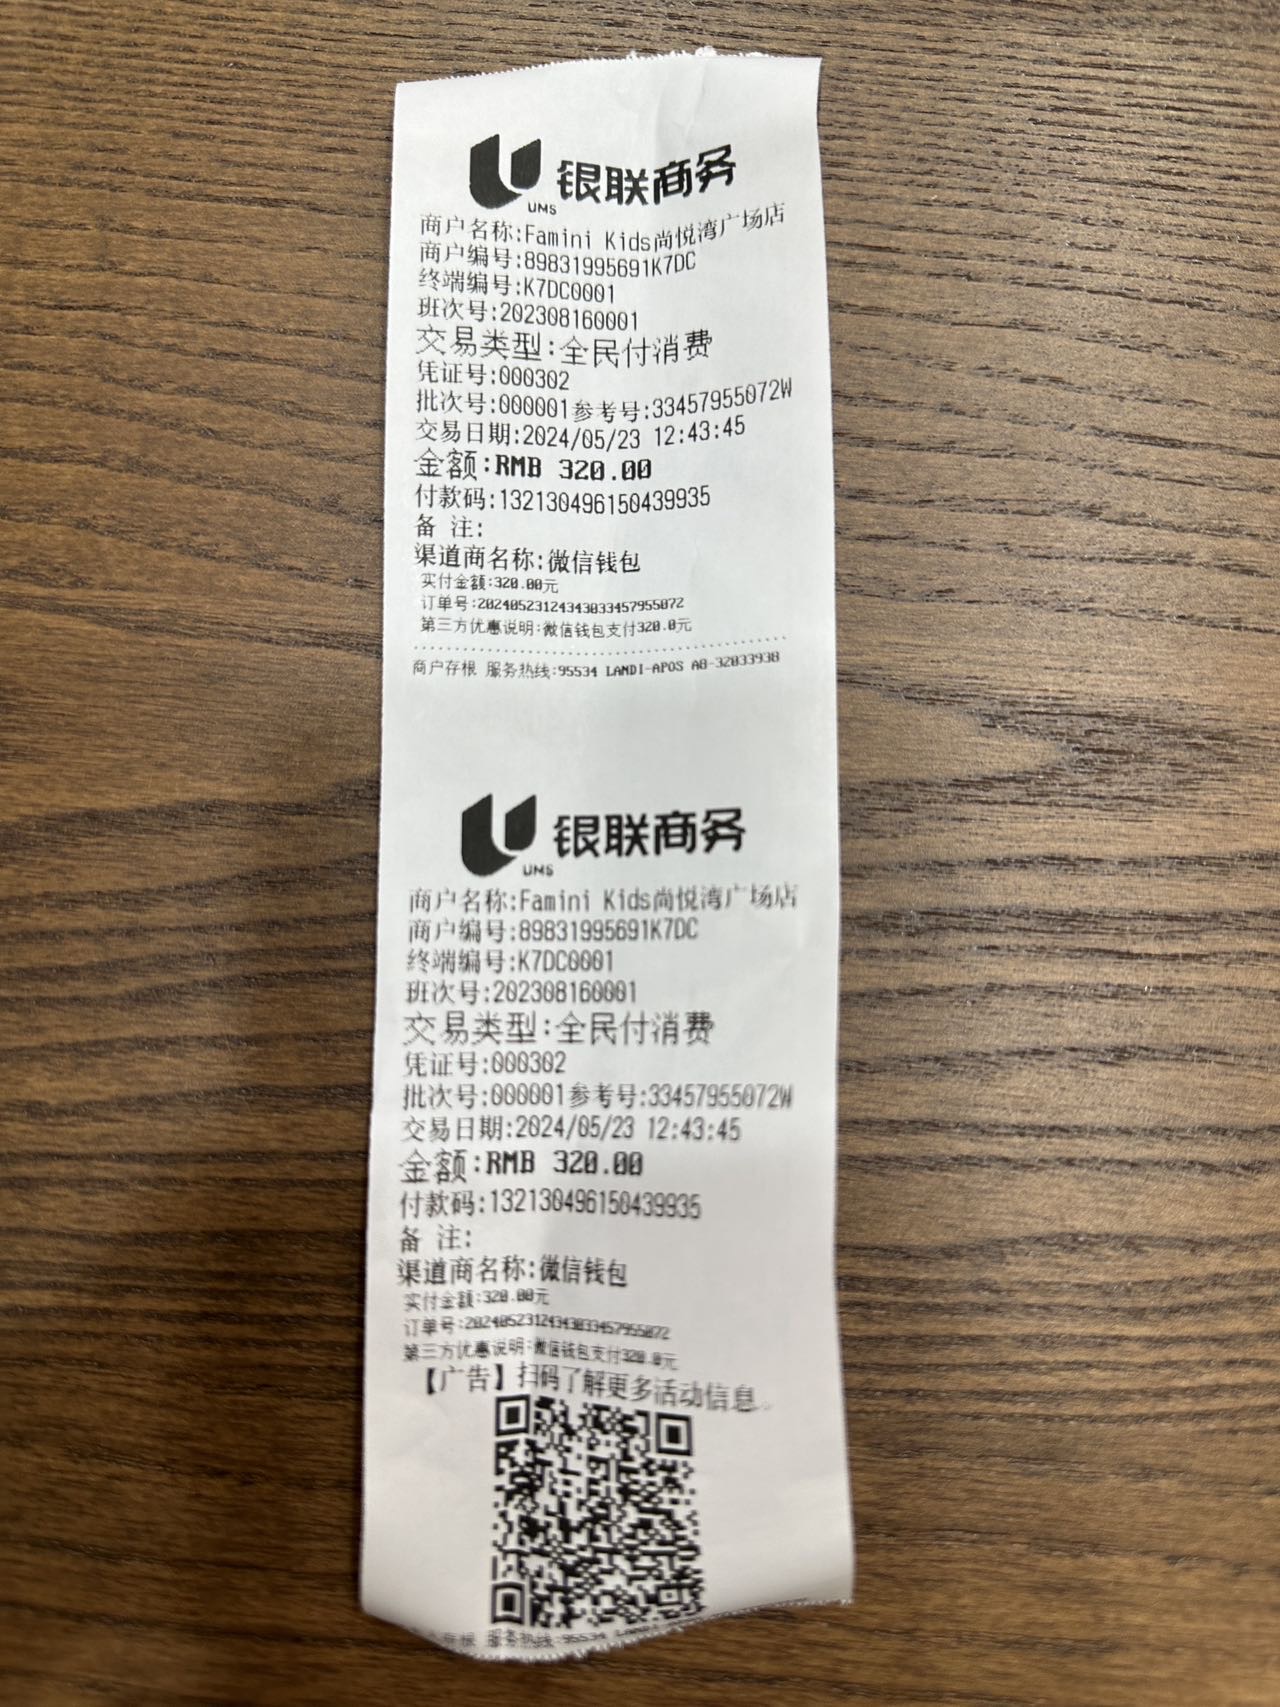 银联商务
UMS
商户名称:Famini Kids尚悦湾广场店
商户编号:89831995691K7DC
终端编号:K7DC0001
班次号:202308160001
交易类型:全民付消费
凭证号:000302
批次号:000001参考号:33457955072W
交易日期:2024/05/23 12:43:45
金额:RMB 320.00
付款码:132130496150439935
备 注:
渠道商名称:微信钱包
实付金额:320.00元
订单号:20240523124343033457955072
第三方优惠说明:微信钱包支付320.0元
商户存根 服务热线:95534 LANDI-APOS A8-32033938
银联商务
UMS
商户名称:Famini Kids尚悦湾广场店
商户编号:89831995691K7DC
终端编号:K7DC0001
班次号:202308160001
交易类型:全民付消费
凭证号:000302
批次号:000001参考号:33457955072W
交易日期:2024/05/23 12:43:45
金额:RMB 320.00
付款码:132130496150439935
备 注:
渠道商名称:微信钱包
实付金额:320.00元
订单号:20240523124343033457955072
第三方优惠说明:微信钱包支付320.0元
【广告】扫码了解更多活动信息。
存根 服务热线:95534